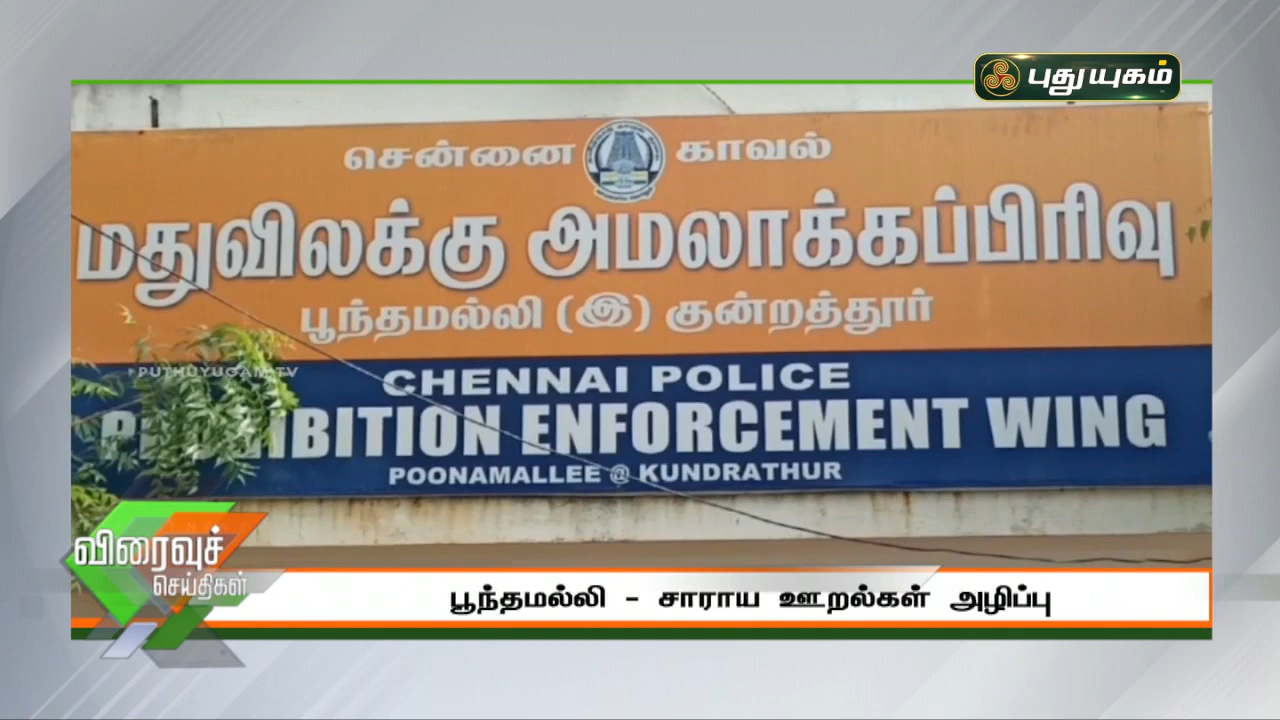 புதுயுகம்
சென்னை காவல்
மதுவிலக்கு அமலாக்கப்பிரிவு
பூந்தமல்லி (இ) குன்றத்தூர்
PUTHUYUGAM TV
CHENNAI POLICE
PROHIBITION ENFORCEMENT WING
POONAMALLEE @ KUNDRATHUR
விரைவுச்
செய்திகள்
பூந்தமல்லி - சாராய ஊறல்கள் அழிப்பு